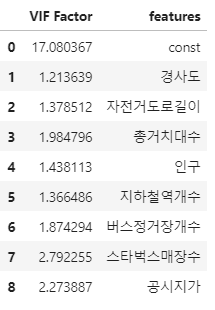 VIF Factor features
0 17.080367 const
1 1.213639 경사도
2 1.378512 자전거도로길이
3 1.984796 총거치대수
4 1.438113 인구
5 1.366486 지하철역개수
6 1.874294 버스정거장개수
7 2.792255 스타벅스매장수
8 2.273887 공시지가